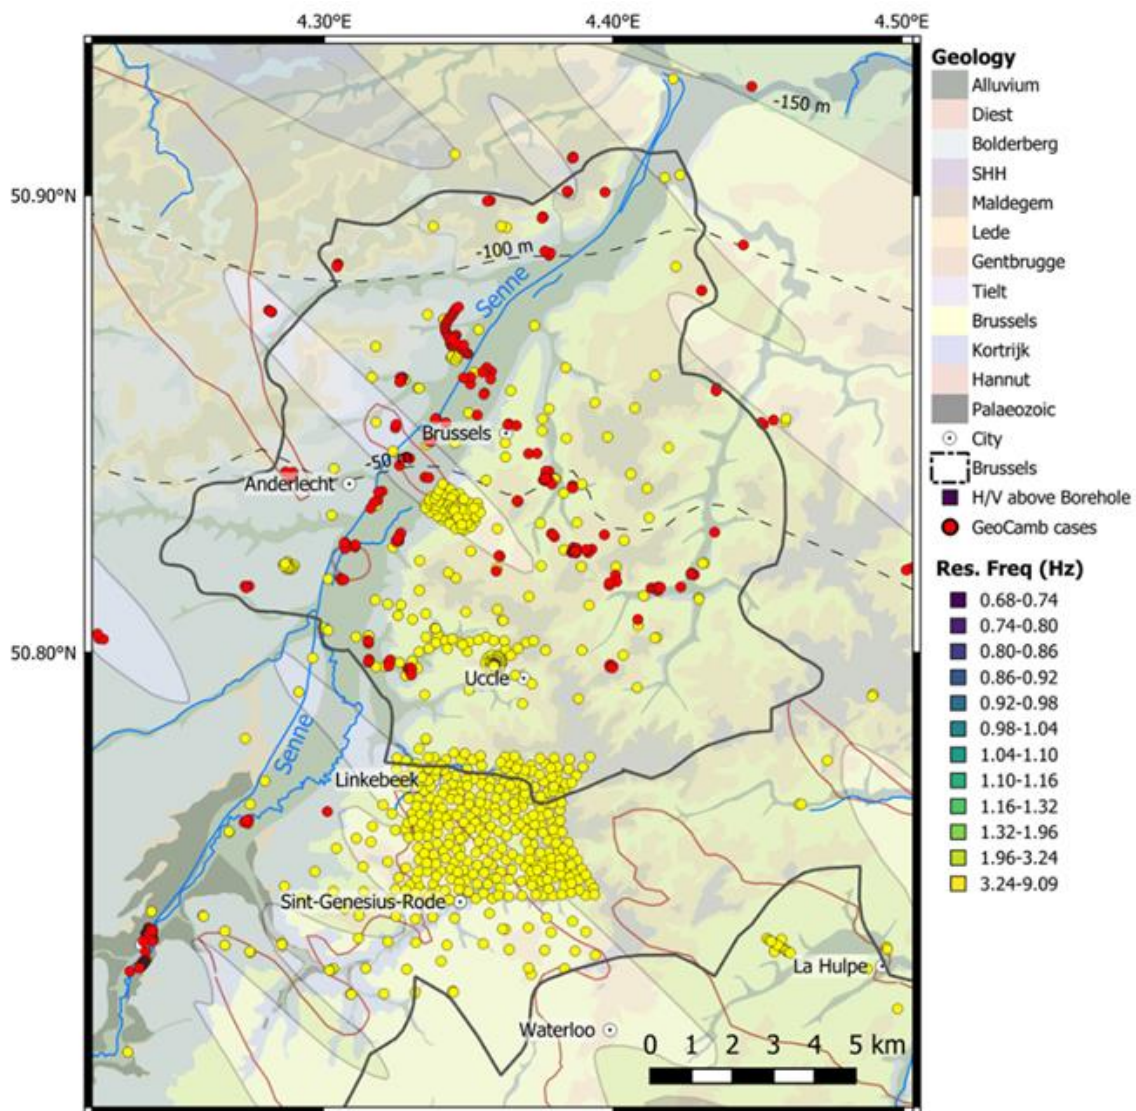 4.30°E 4.40°E 4.50°E
50.90°N
50.80°N
-150 m
-100 m
Senne
Brussels
-50 m
Anderlecht
Uccle
Senne
Linkebeek
Sint-Genesius-Rode
La Hulpe
Waterloo
0 1 2 3 4 5 km
Geology
Alluvium
Diest
Bolderberg
SHH
Maldegem
Lede
Gentbrugge
Tielt
Brussels
Kortrijk
Hannut
Palaeozoic
City
Brussels
H/V above Borehole
GeoCamb cases
Res. Freq (Hz)
0.68-0.74
0.74-0.80
0.80-0.86
0.86-0.92
0.92-0.98
0.98-1.04
1.04-1.10
1.10-1.16
1.16-1.32
1.32-1.96
1.96-3.24
3.24-9.09